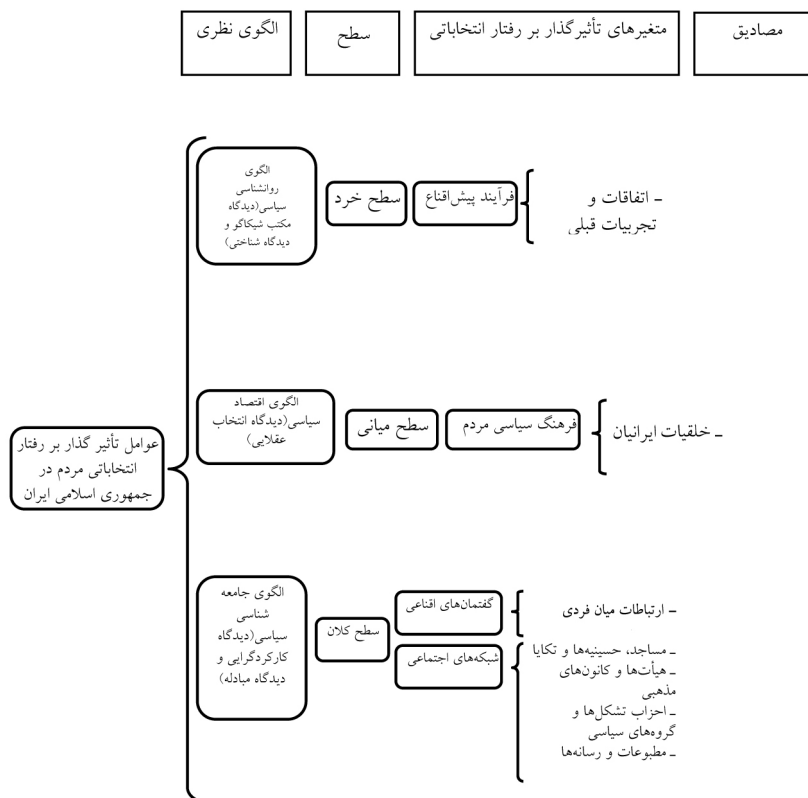 الگوی نظری
سطح
متغیرهای تأثیرگذار بر رفتار انتخاباتی
مصادیق
عوامل تأثیر گذار بر رفتار
انتخاباتی مردم در
جمهوری اسلامی ایران
الگوی
روانشناسی
سیاسی(دیدگاه
مکتب شیکاگو و
دیدگاه شناختی)
سطح خرد
فرآیند پیش‌اقناع
ـ اتفاقات و
تجربیات قبلی
الگوی اقتصاد
سیاسی(دیدگاه انتخاب
عقلایی)
سطح میانی
فرهنگ سیاسی مردم
ـ خلقیات ایرانیان
الگوی جامعه
شناسی
سیاسی(دیدگاه
کارکردگرایی و
دیدگاه مبادله)
سطح کلان
گفتمان‌های اقناعی
ـ ارتباطات میان فردی
شبکه‌های اجتماعی
ـ مساجد، حسینیه‌ها و تکایا
ـ هیأت‌ها و کانون‌های
مذهبی
ـ احزاب تشکل‌ها و
گروه‌های سیاسی
ـ مطبوعات و رسانه‌ها